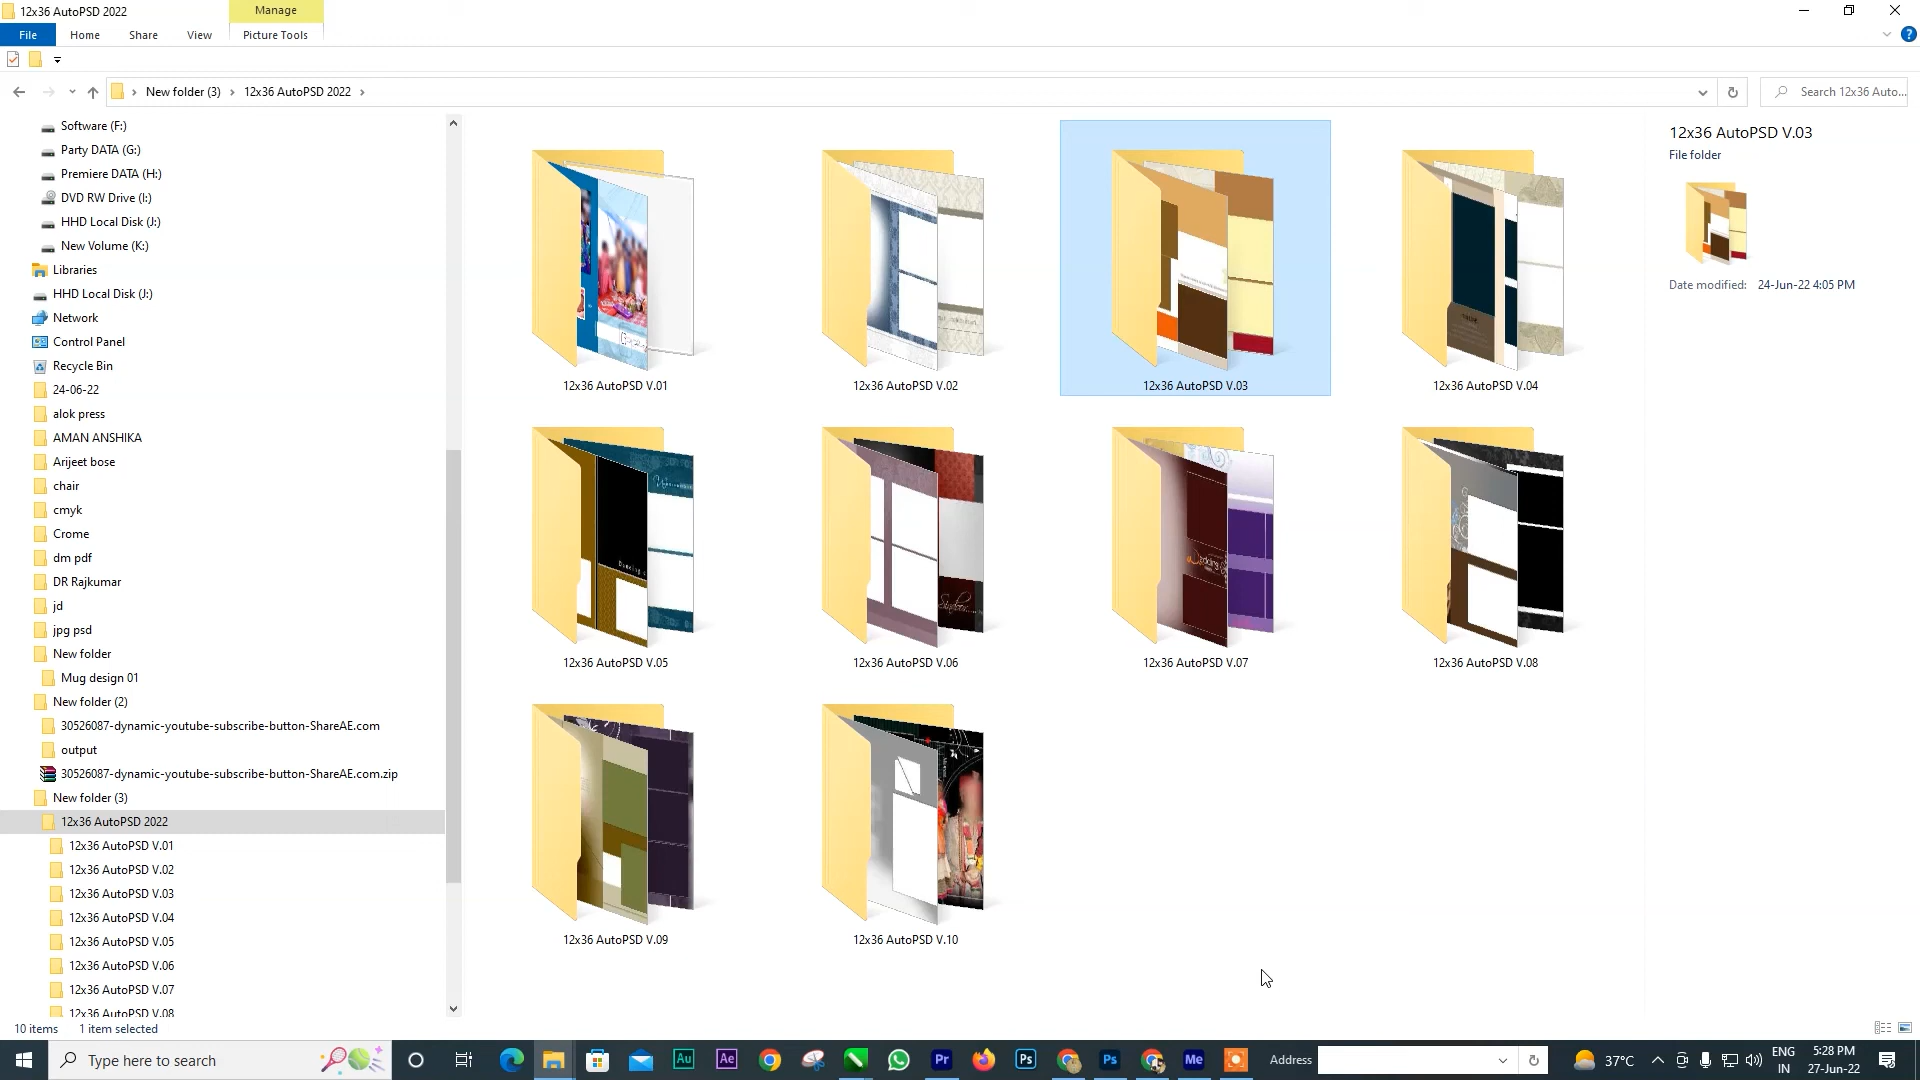 12x36 AutoPSD 2022
Manage
File
Home
Share
View
Picture Tools
New folder (3)
12x36 AutoPSD 2022
Search 12x36 Auto...
Software (F:)
Party DATA (G:)
Premiere DATA (H:)
DVD RW Drive (I:)
HHD Local Disk (J:)
New Volume (K:)
Libraries
HHD Local Disk (J:)
Network
Control Panel
Recycle Bin
24-06-22
alok press
AMAN ANSHIKA
Arijeet bose
chair
cmyk
Crome
dm pdf
DR Rajkumar
jd
jpg psd
New folder
Mug design 01
New folder (2)
30526087-dynamic-youtube-subscribe-button-ShareAE.com
output
30526087-dynamic-youtube-subscribe-button-ShareAE.com.zip
New folder (3)
12x36 AutoPSD 2022
12x36 AutoPSD V.01
12x36 AutoPSD V.02
12x36 AutoPSD V.03
12x36 AutoPSD V.04
12x36 AutoPSD V.05
12x36 AutoPSD V.06
12x36 AutoPSD V.07
12x36 AutoPSD V.08
12x36 AutoPSD V.01
12x36 AutoPSD V.02
12x36 AutoPSD V.03
12x36 AutoPSD V.04
12x36 AutoPSD V.05
12x36 AutoPSD V.06
12x36 AutoPSD V.07
12x36 AutoPSD V.08
12x36 AutoPSD V.09
12x36 AutoPSD V.10
12x36 AutoPSD V.03
File folder
Date modified: 24-Jun-22 4:05 PM
10 items
1 item selected
Type here to search
Au
Ae
Pr
Ps
Ps
Me
Address
37°C
ENG
IN
5:28 PM
27-Jun-22